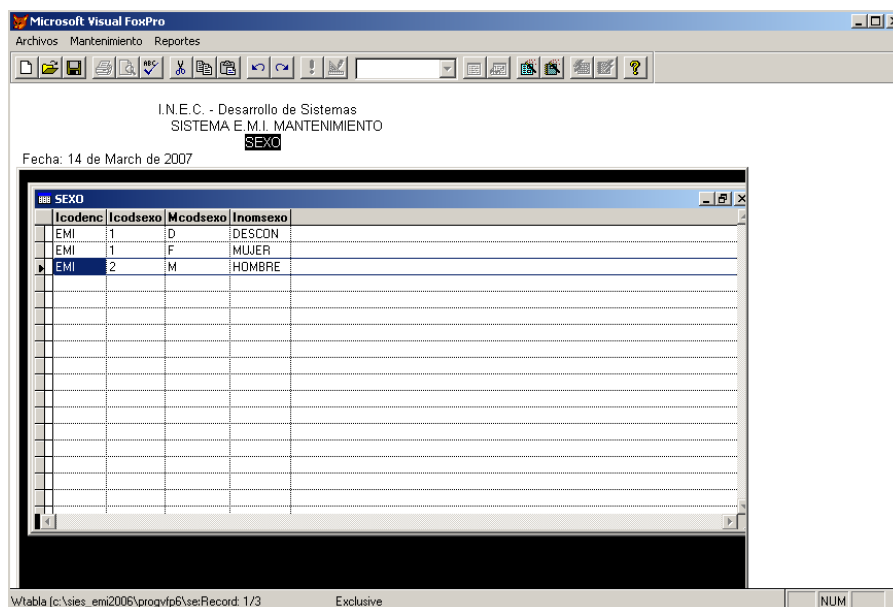 Microsoft Visual FoxPro
Archivos Mantenimiento Reportes
I.N.E.C. - Desarrollo de Sistemas
SISTEMA E.M.I. MANTENIMIENTO
SEXO
Fecha: 14 de March de 2007
SEXO
Icodenc Icodsexo Mcodsexo Inomsexo
EMI 1 D DESCON
EMI 1 F MUJER
EMI 2 M HOMBRE
Wtabla (c:\sies_emi2006\progvfp6\se:Record: 1/3 Exclusive NUM